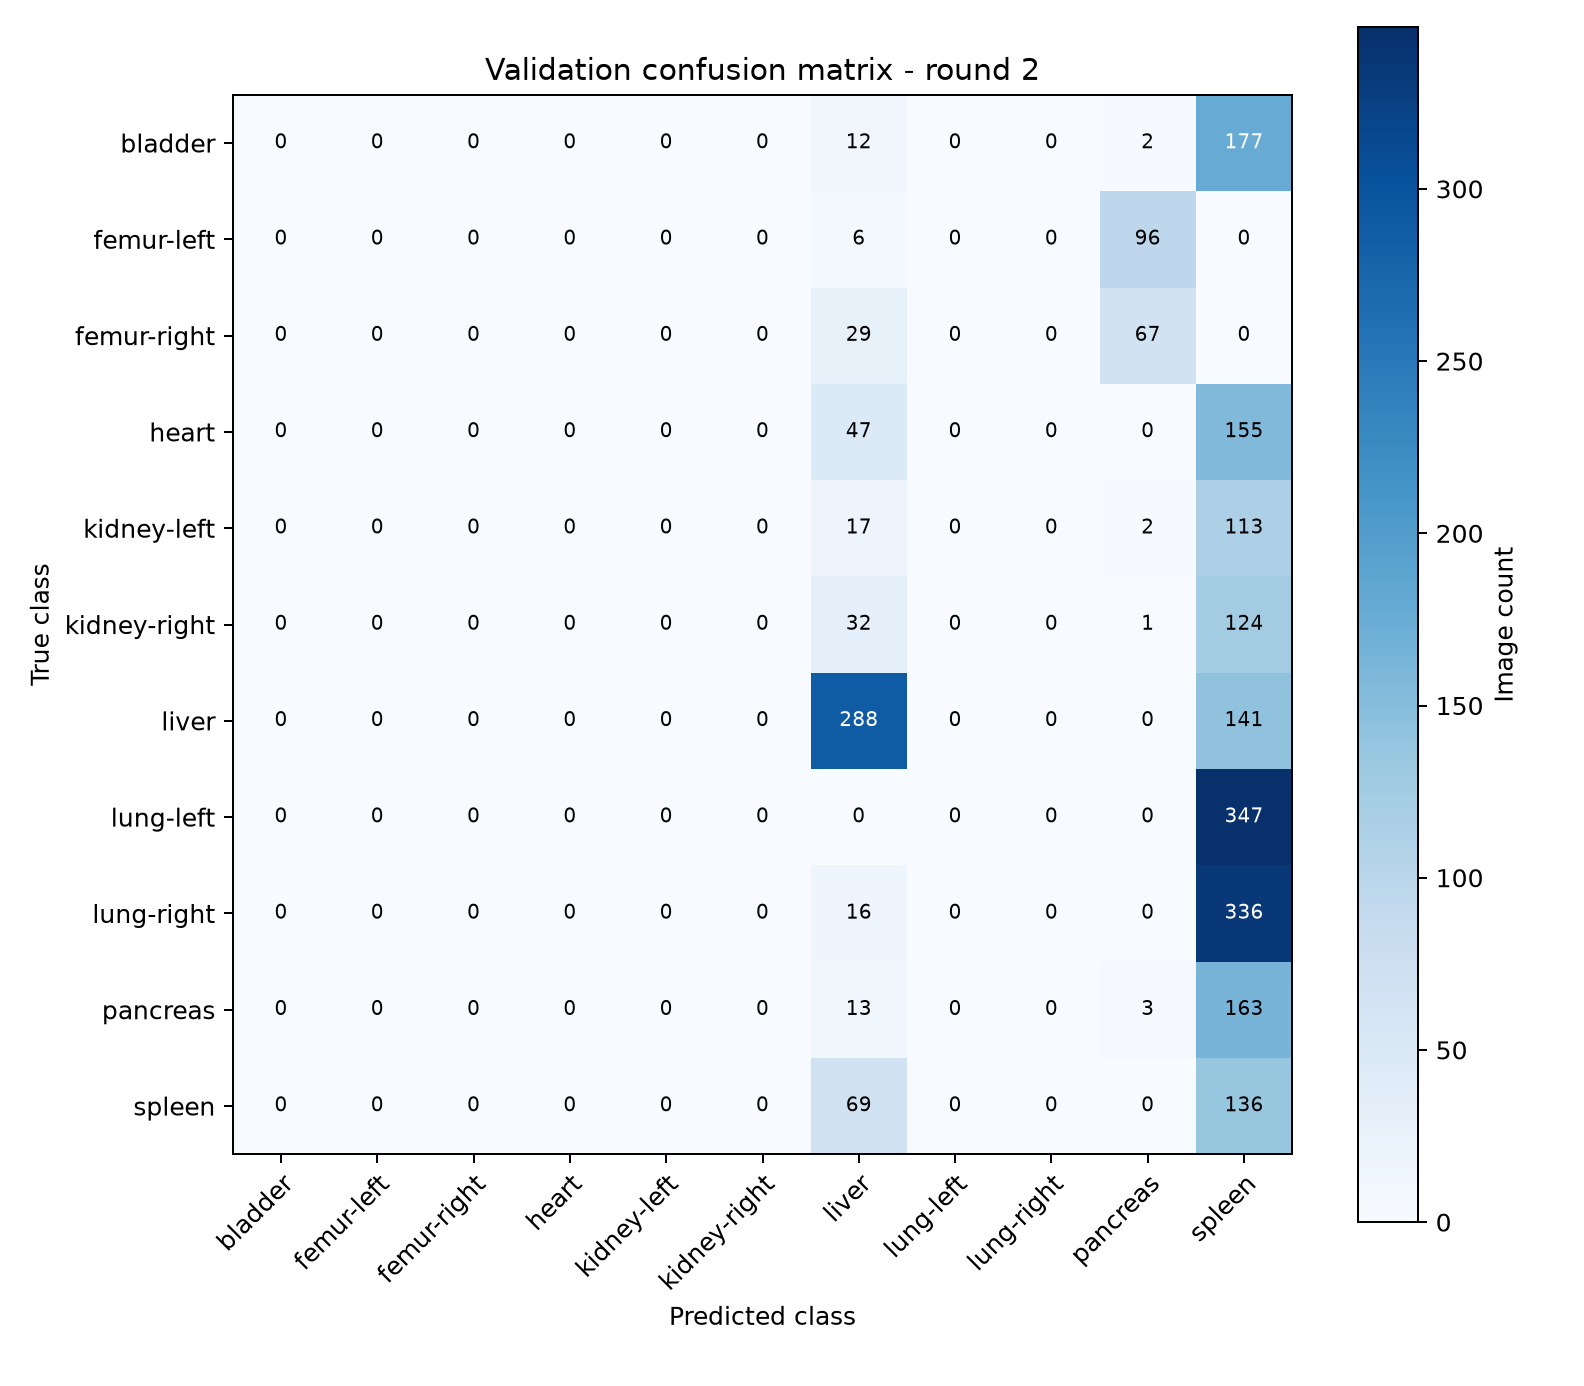 Validation confusion matrix - round 2
bladder 0 0 0 0 0 0 12 0 0 2 177
femur-left 0 0 0 0 0 0 6 0 0 96 0
femur-right 0 0 0 0 0 0 29 0 0 67 0
heart 0 0 0 0 0 0 47 0 0 0 155
kidney-left 0 0 0 0 0 0 17 0 0 2 113
kidney-right 0 0 0 0 0 0 32 0 0 1 124
liver 0 0 0 0 0 0 288 0 0 0 141
lung-left 0 0 0 0 0 0 0 0 0 0 347
lung-right 0 0 0 0 0 0 16 0 0 0 336
pancreas 0 0 0 0 0 0 13 0 0 3 163
spleen 0 0 0 0 0 0 69 0 0 0 136
True class
bladder femur-left femur-right heart kidney-left kidney-right liver lung-left lung-right pancreas spleen
Predicted class
300
250
200
150
100
50
0
Image count